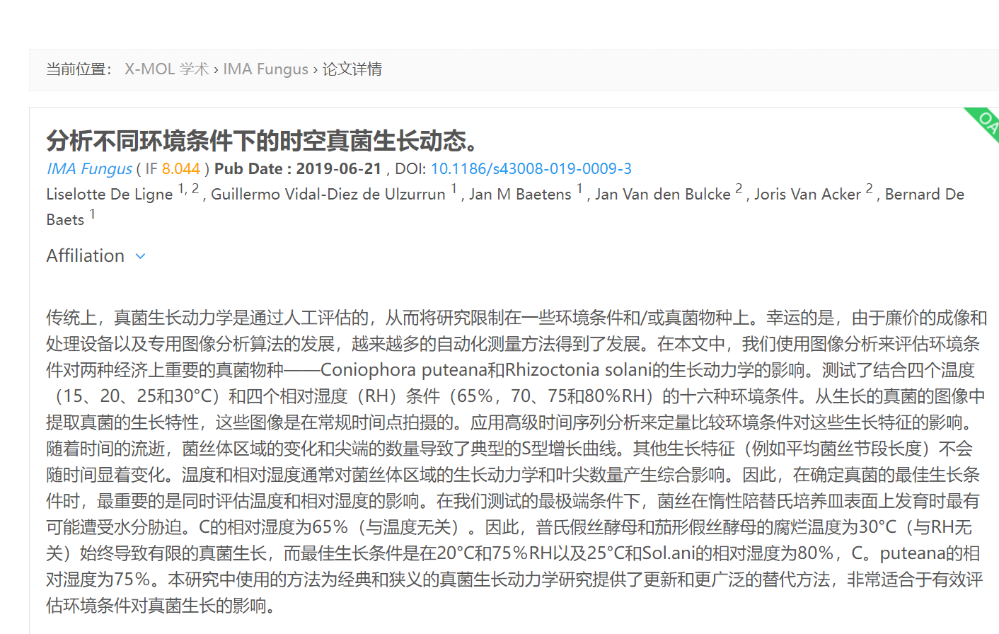 当前位置： X-MOL 学术 › IMA Fungus › 论文详情
OA
分析不同环境条件下的时空真菌生长动态。
IMA Fungus ( IF 8.044 ) Pub Date : 2019-06-21 , DOI: 10.1186/s43008-019-0009-3
Liselotte De Ligne 1, 2 , Guillermo Vidal-Diez de Ulzurrun 1 , Jan M Baetens 1 , Jan Van den Bulcke 2 , Joris Van Acker 2 , Bernard De
Baets 1
Affiliation
传统上，真菌生长动力学是通过人工评估的，从而将研究限制在一些环境条件和/或真菌物种上。幸运的是，由于廉价的成像和
处理设备以及专用图像分析算法的发展，越来越多的自动化测量方法得到了发展。在本文中，我们使用图像分析来评估环境条
件对两种经济上重要的真菌物种——Coniophora puteana和Rhizoctonia solani的生长动力学的影响。测试了结合四个温度
（15、20、25和30°C）和四个相对湿度（RH）条件（65%，70、75和80%RH）的十六种环境条件。从生长的真菌的图像中
提取真菌的生长特性，这些图像是在常规时间点拍摄的。应用高级时间序列分析来定量比较环境条件对这些生长特征的影响。
随着时间的流逝，菌丝体区域的变化和尖端的数量导致了典型的S型增长曲线。其他生长特征（例如平均菌丝节段长度）不会
随时间显着变化。温度和相对湿度通常对菌丝体区域的生长动力学和叶尖数量产生综合影响。因此，在确定真菌的最佳生长条
件时，最重要的是同时评估温度和相对湿度的影响。在我们测试的最极端条件下，菌丝在惰性陪替氏培养皿表面上发育时最有
可能遭受水分胁迫。C的相对湿度为65%（与温度无关）。因此，普氏假丝酵母和茄形假丝酵母的腐烂温度为30°C（与RH无
关）始终导致有限的真菌生长，而最佳生长条件是在20°C和75%RH以及25°C和Sol.ani的相对湿度为80%，C。puteana的相
对湿度为75%。本研究中使用的方法为经典和狭义的真菌生长动力学研究提供了更新和更广泛的替代方法，非常适合于有效评
估环境条件对真菌生长的影响。